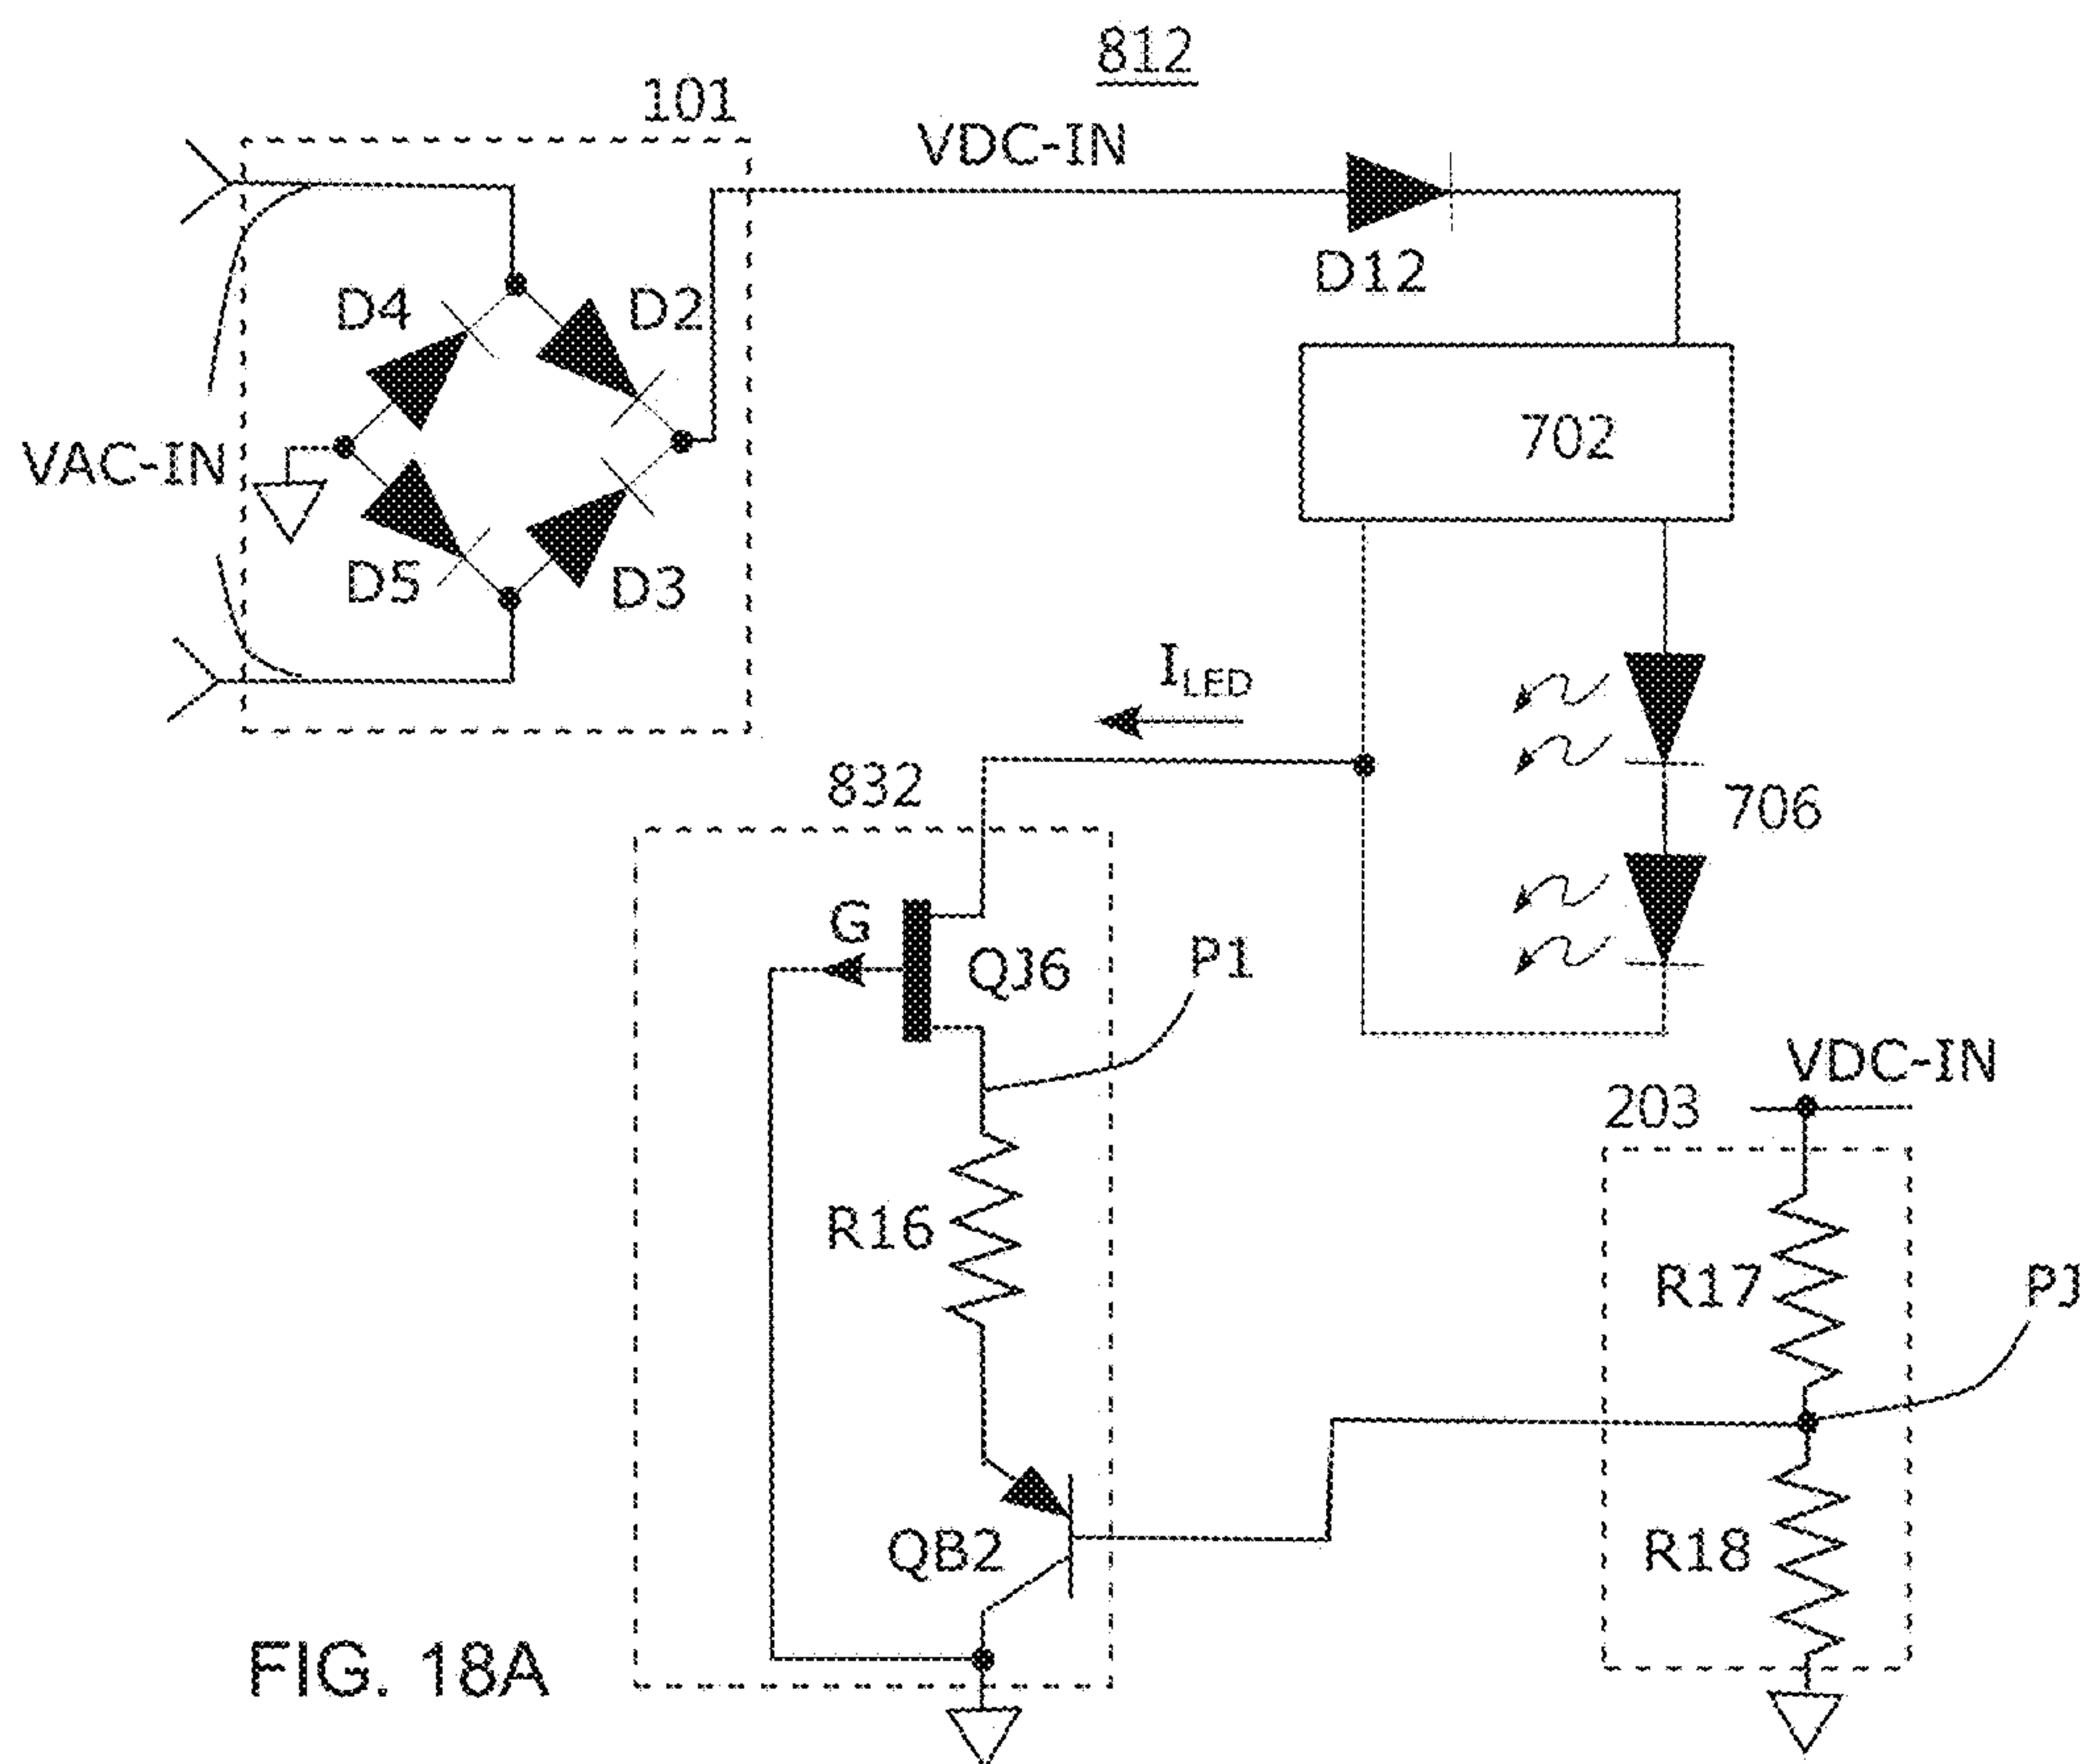 812
101
VDC-IN
D12
D4
D2
702
VAC-IN
D5
D3
I_LED
832
706
G
QJ6
P1
VDC-IN
203
R16
R17
PJ
QB2
R18
FIG. 18A